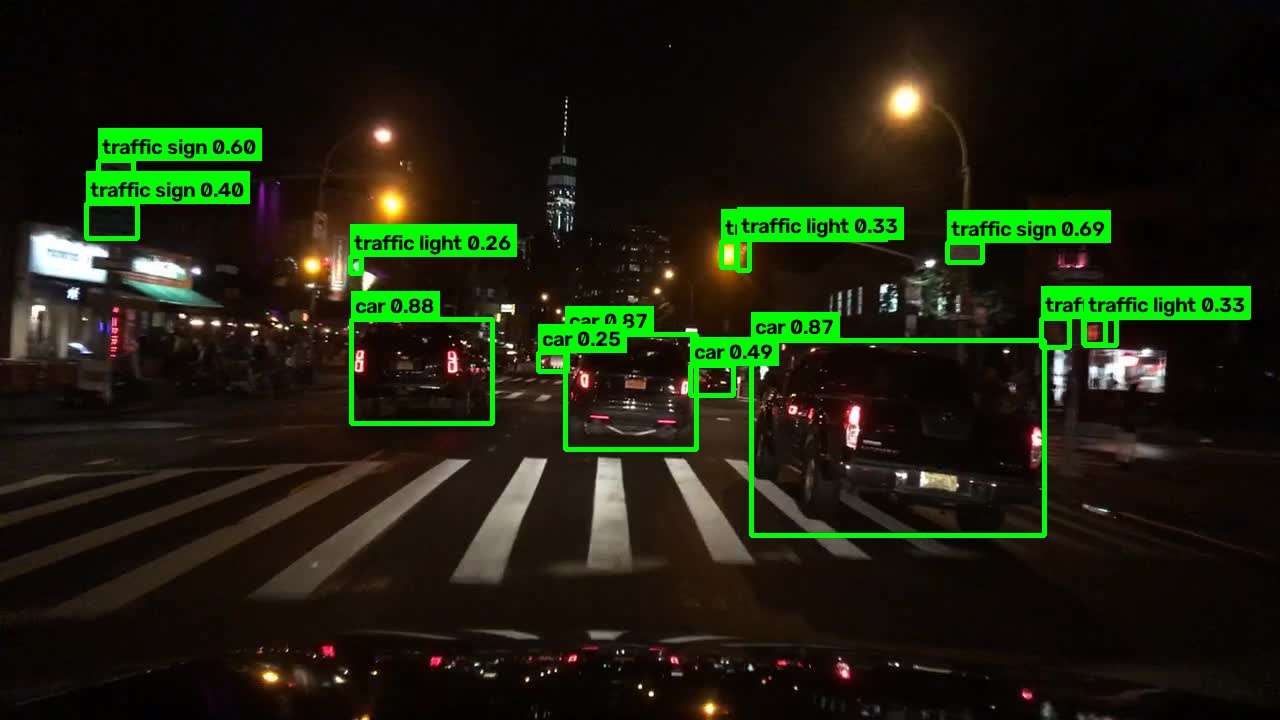 traffic sign 0.60
traffic sign 0.40
traffic light 0.33
traffic sign 0.69
traffic light 0.26
car 0.88
car 0.87
car 0.25
car 0.49
car 0.87
traf
traffic light 0.33